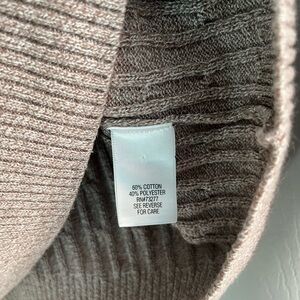 60% COTTON
40% POLYESTER
RN#73277
SEE REVERSE
FOR CARE